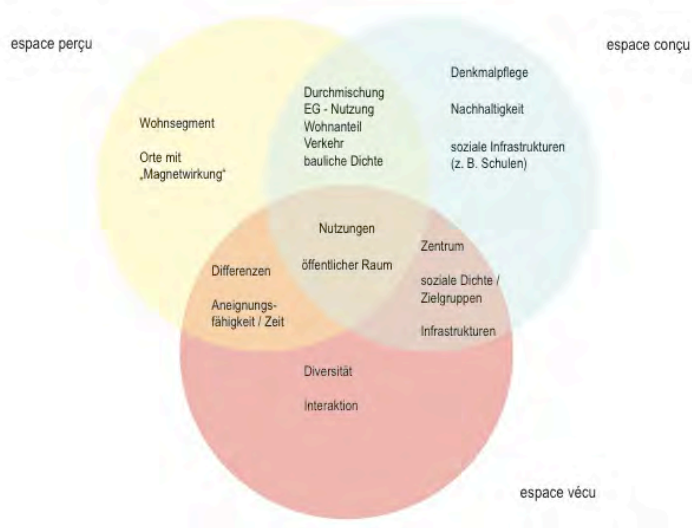 espace perçu
espace conçu
Wohnsegment
Orte mit
„Magnetwirkung“
Durchmischung
EG - Nutzung
Wohnanteil
Verkehr
bauliche Dichte
Denkmalpflege
Nachhaltigkeit
soziale Infrastrukturen
(z. B. Schulen)
Nutzungen
öffentlicher Raum
Differenzen
Aneignungs-
fähigkeit / Zeit
Zentrum
soziale Dichte /
Zielgruppen
Infrastrukturen
Diversität
Interaktion
espace vécu